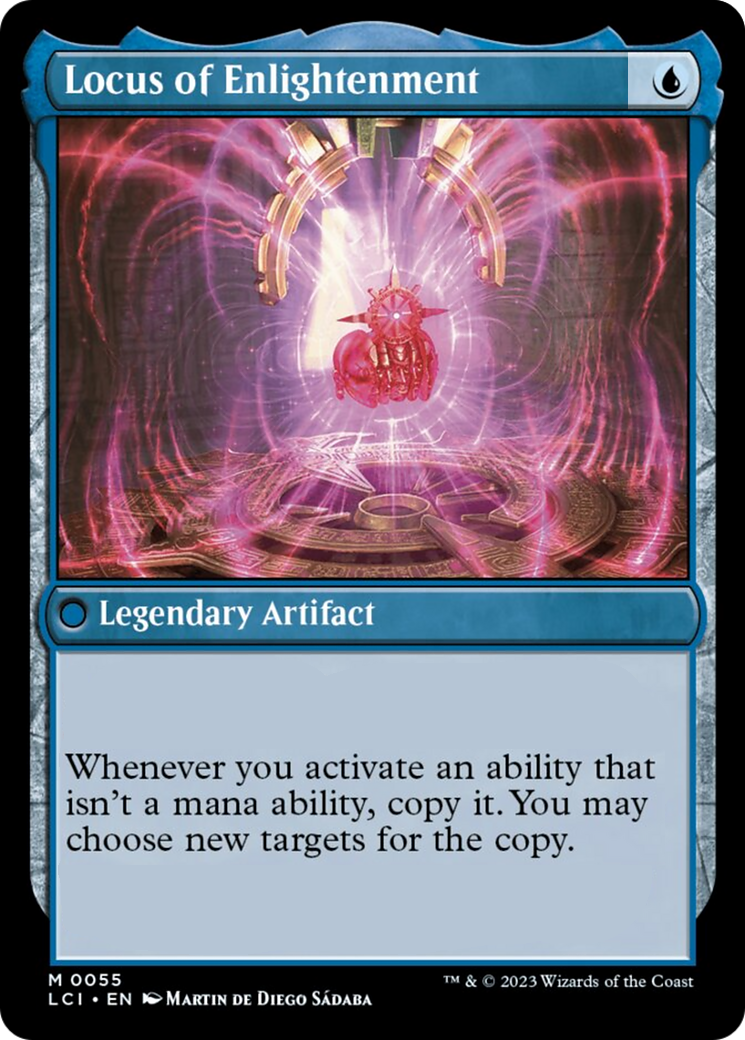 Locus of Enlightenment
Legendary Artifact
Whenever you activate an ability that
isn't a mana ability, copy it. You may
choose new targets for the copy.
M 0055
LCI • EN Martin de Diego Sádaba
™ & © 2023 Wizards of the Coast